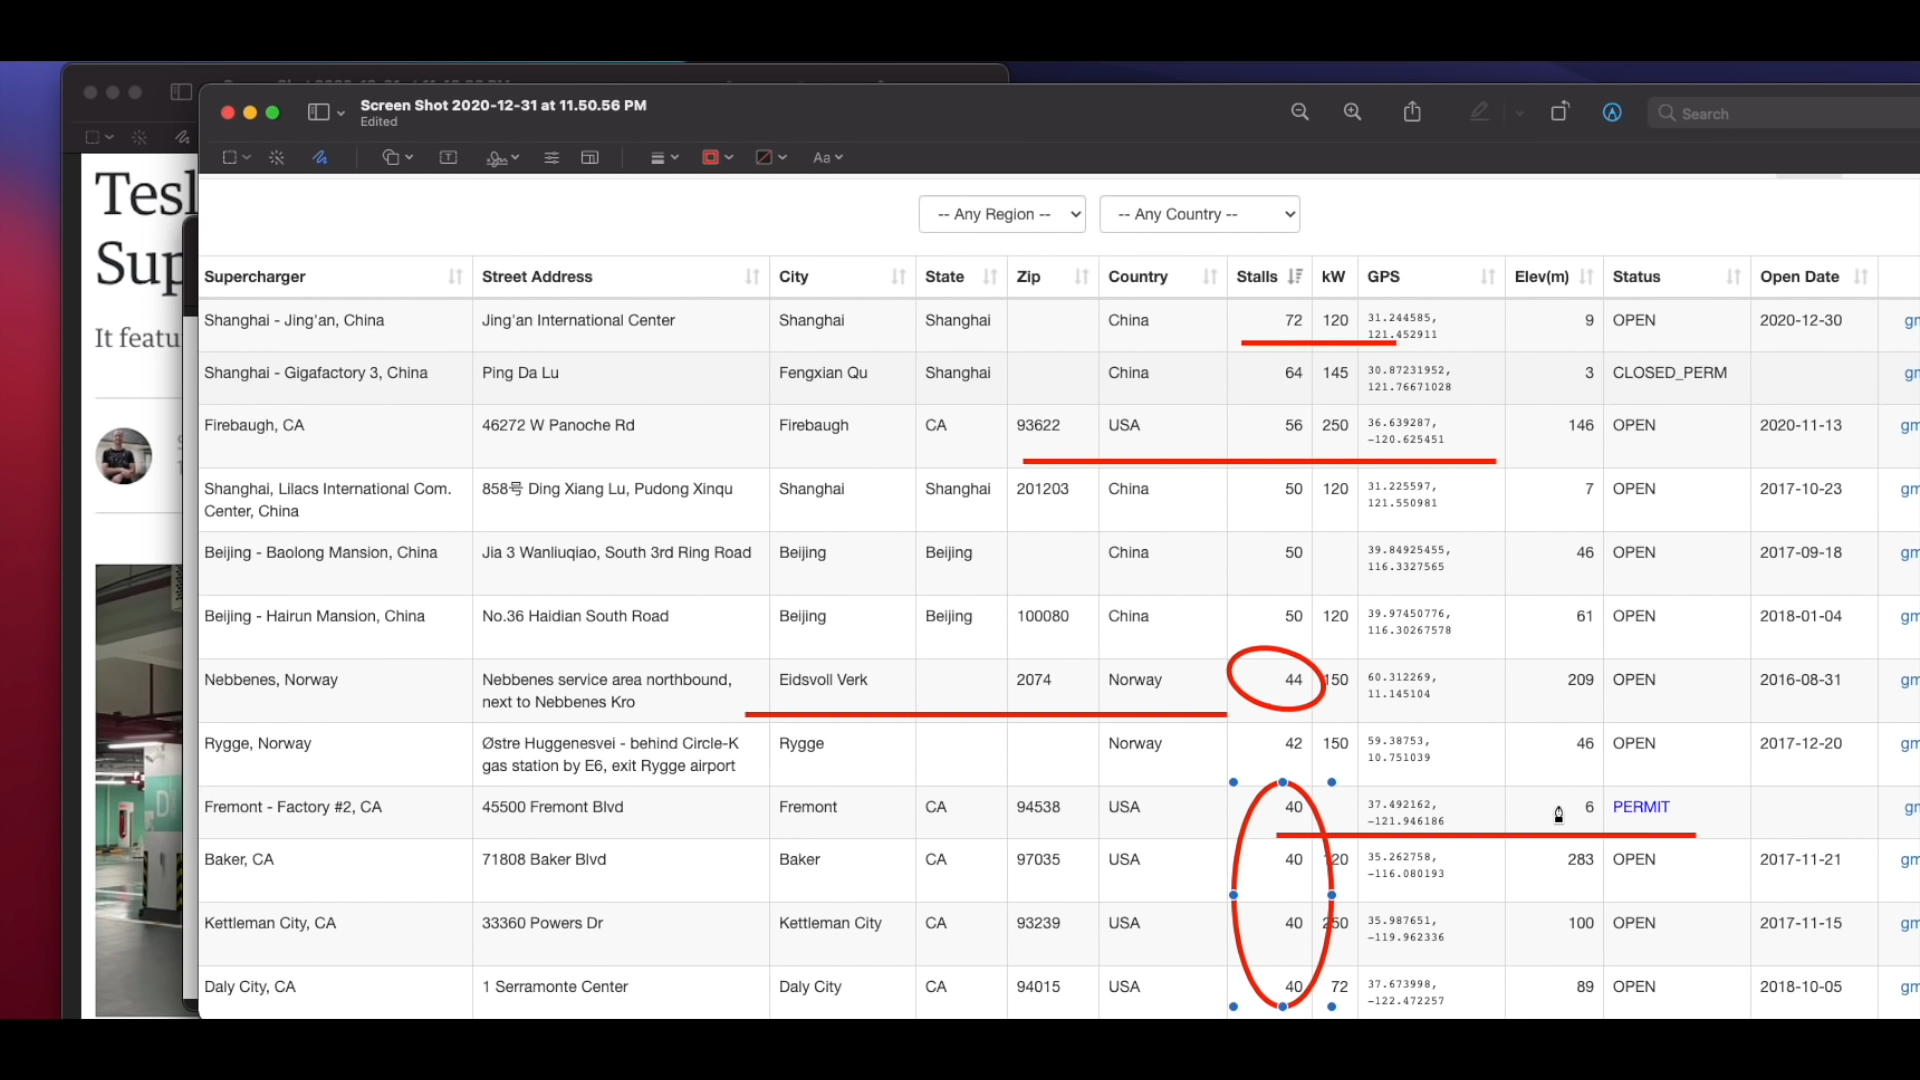 Screen Shot 2020-12-31 at 11.50.56 PM
Edited
Search
Aa
Tesl
Sup
It featu
-- Any Region --
-- Any Country --
Supercharger Street Address City State Zip Country Stalls kW GPS Elev(m) Status Open Date
Shanghai - Jing'an, China Jing'an International Center Shanghai Shanghai China 72 120 31.244585, 9 OPEN 2020-12-30
121.452911
Shanghai - Gigafactory 3, China Ping Da Lu Fengxian Qu Shanghai China 64 145 30.87231952, 3 CLOSED_PERM
121.76671028
Firebaugh, CA 46272 W Panoche Rd Firebaugh CA 93622 USA 56 250 36.639287, 146 OPEN 2020-11-13
-120.625451
Shanghai, Lilacs International Com. 858号 Ding Xiang Lu, Pudong Xinqu Shanghai Shanghai 201203 China 50 120 31.225597, 7 OPEN 2017-10-23
Center, China 121.550981
Beijing - Baolong Mansion, China Jia 3 Wanliuqiao, South 3rd Ring Road Beijing Beijing China 50 39.84925455, 46 OPEN 2017-09-18
116.3327565
Beijing - Hairun Mansion, China No.36 Haidian South Road Beijing Beijing 100080 China 50 120 39.97450776, 61 OPEN 2018-01-04
116.30267578
Nebbenes, Norway Nebbenes service area northbound, Eidsvoll Verk 2074 Norway 44 150 60.312269, 209 OPEN 2016-08-31
next to Nebbenes Kro 11.145104
Rygge, Norway Østre Huggenesvei - behind Circle-K Rygge Norway 42 150 59.38753, 46 OPEN 2017-12-20
gas station by E6, exit Rygge airport 10.751039
Fremont - Factory #2, CA 45500 Fremont Blvd Fremont CA 94538 USA 40 37.492162, 6 PERMIT
-121.946186
Baker, CA 71808 Baker Blvd Baker CA 97035 USA 40 120 35.262758, 283 OPEN 2017-11-21
-116.080193
Kettleman City, CA 33360 Powers Dr Kettleman City CA 93239 USA 40 250 35.987651, 100 OPEN 2017-11-15
-119.962336
Daly City, CA 1 Serramonte Center Daly City CA 94015 USA 40 72 37.673998, 89 OPEN 2018-10-05
-122.472257